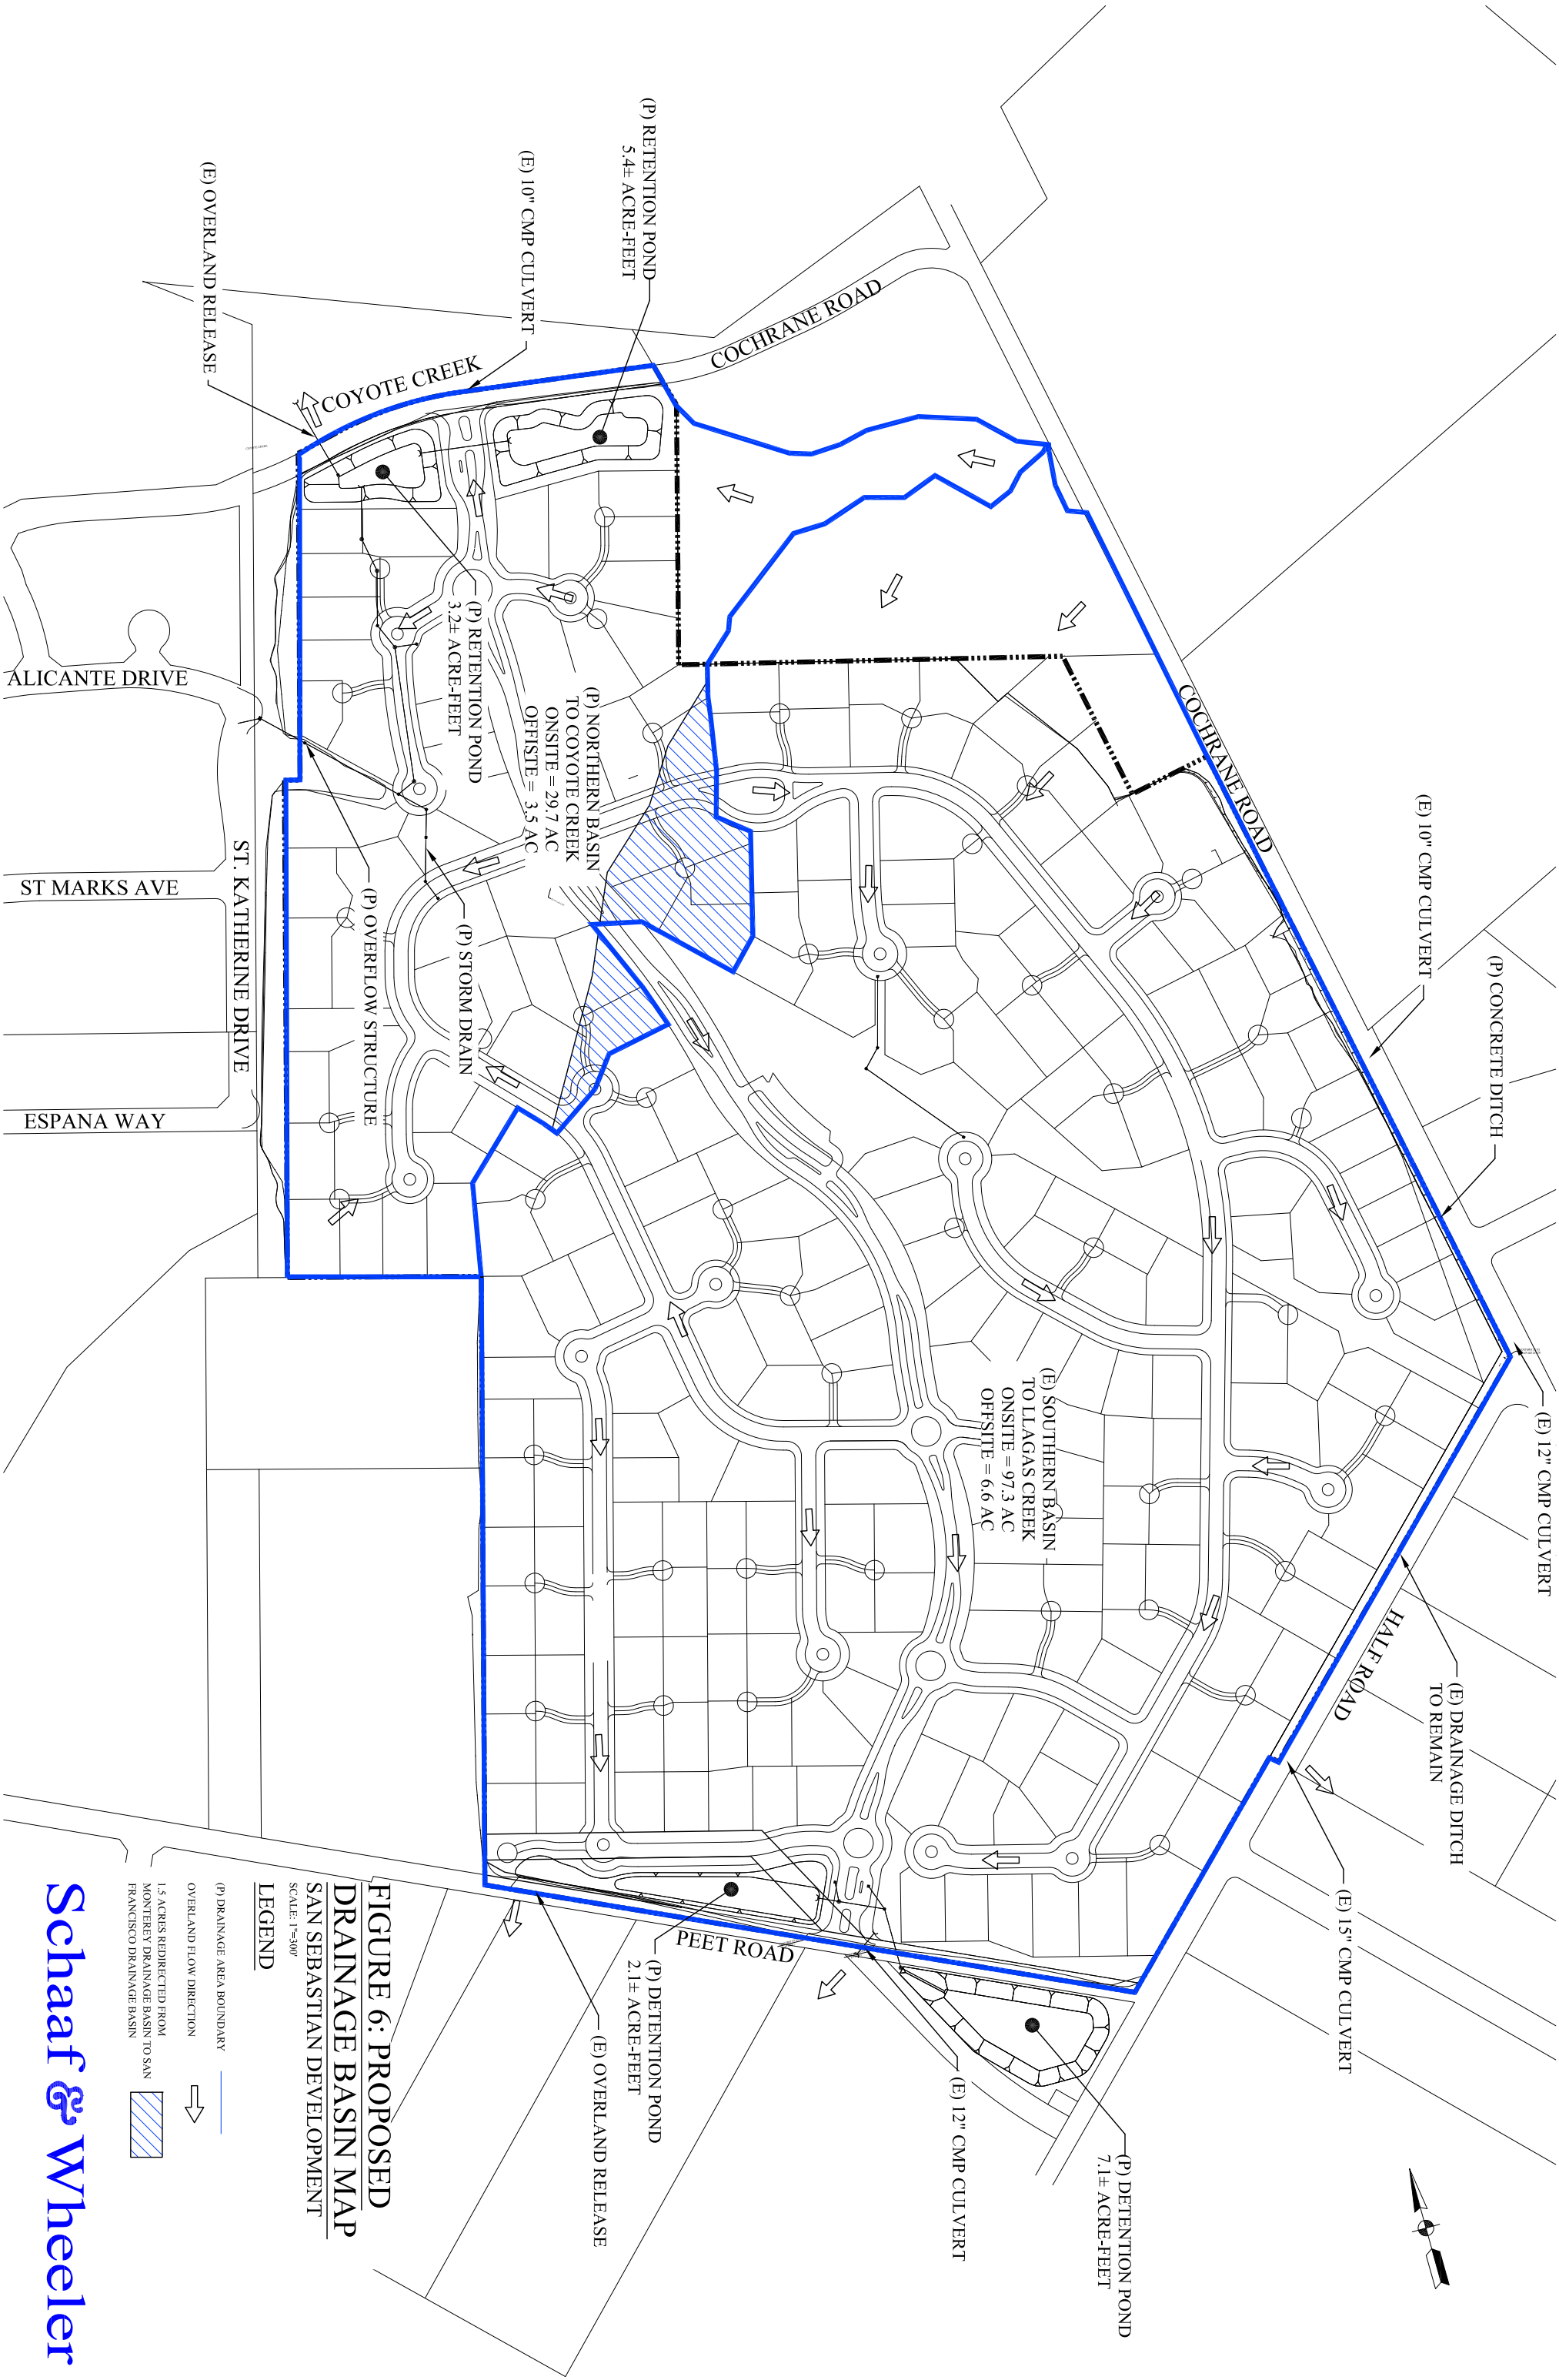 (P) RETENTION POND
5.4± ACRE-FEET
(E) 10" CMP CULVERT
(E) OVERLAND RELEASE
COYOTE CREEK
COCHRANE ROAD
(P) RETENTION POND
3.2± ACRE-FEET
(P) NORTHERN BASIN
TO COYOTE CREEK
ONSITE = 29.7 AC
OFFISTE = 3.5 AC
COCHRANE ROAD
(E) 10" CMP CULVERT
(P) CONCRETE DITCH
(E) 12" CMP CULVERT
ALICANTE DRIVE
ST MARKS AVE
ST. KATHERINE DRIVE
ESPANA WAY
(P) OVERFLOW STRUCTURE
(P) STORM DRAIN
(E) SOUTHERN BASIN
TO LLAGAS CREEK
ONSITE = 97.3 AC
OFFSITE = 6.6 AC
HALF ROAD
(E) DRAINAGE DITCH
TO REMAIN
(E) 15" CMP CULVERT
PEET ROAD
(P) DETENTION POND
2.1± ACRE-FEET
(E) OVERLAND RELEASE
(E) 12" CMP CULVERT
(P) DETENTION POND
7.1± ACRE-FEET
FIGURE 6: PROPOSED
DRAINAGE BASIN MAP
SAN SEBASTIAN DEVELOPMENT
SCALE: 1"=300'
LEGEND
(P) DRAINAGE AREA BOUNDARY
OVERLAND FLOW DIRECTION
1.5 ACRES REDIRECTED FROM
MONTEREY DRAINAGE BASIN TO SAN
FRANCISCO DRAINAGE BASIN
Schaaf & Wheeler